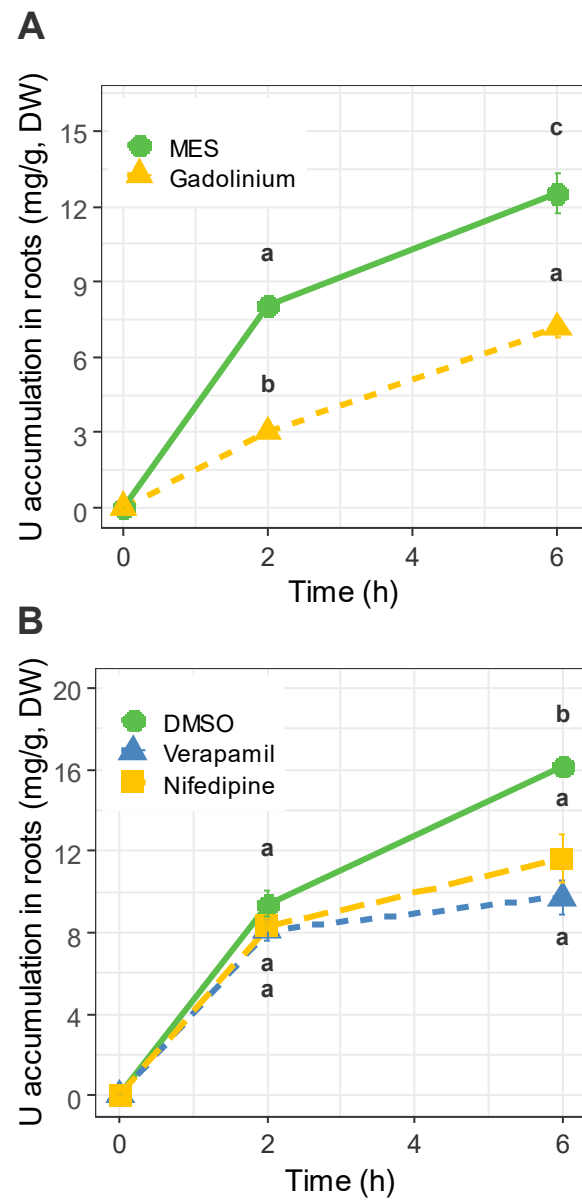 A
U accumulation in roots (mg/g, DW)
15
12
9
6
3
0
MES
Gadolinium
a
b
c
a
0
2
4
6
Time (h)
B
U accumulation in roots (mg/g, DW)
20
16
12
8
4
0
DMSO
Verapamil
Nifedipine
a
a
a
b
a
a
0
2
4
6
Time (h)